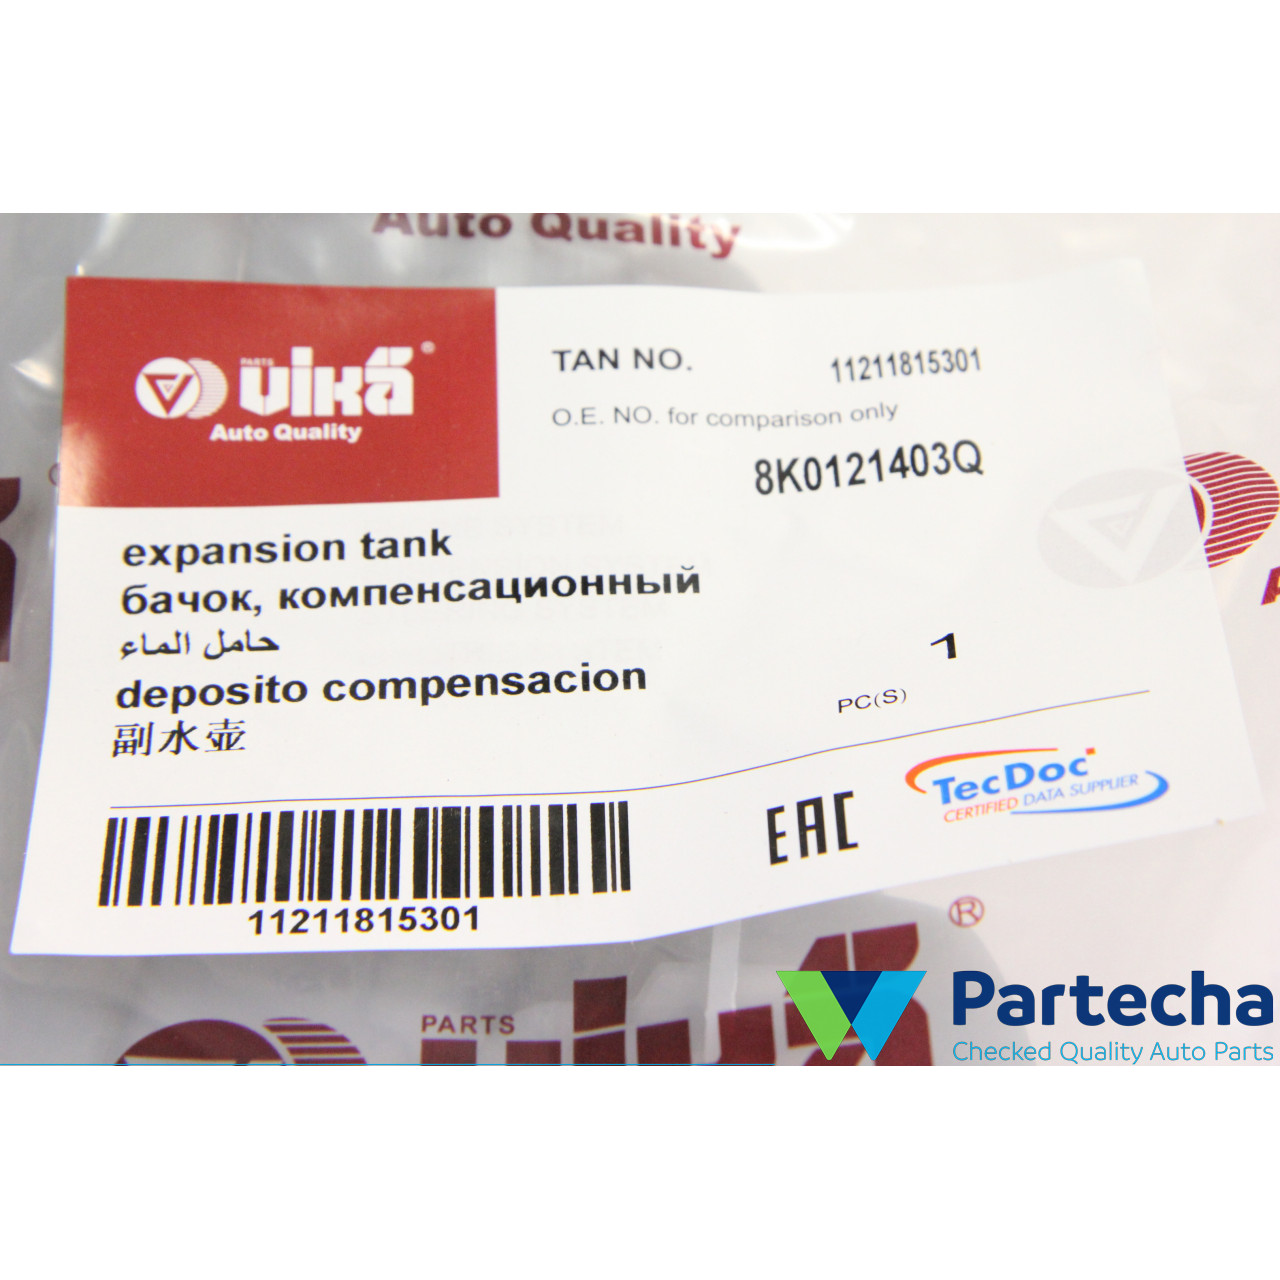 Auto Quality
PARTS
vika®
Auto Quality
TAN NO. 11211815301
O.E. NO. for comparison only
8K0121403Q
expansion tank
бачок, компенсационный
حامل الماء
deposito compensacion
副水壶
1
PC(S)
TecDoc
CERTIFIED DATA SUPPLIER
EAC
11211815301
®
PARTS
vika
Partecha
Checked Quality Auto Parts